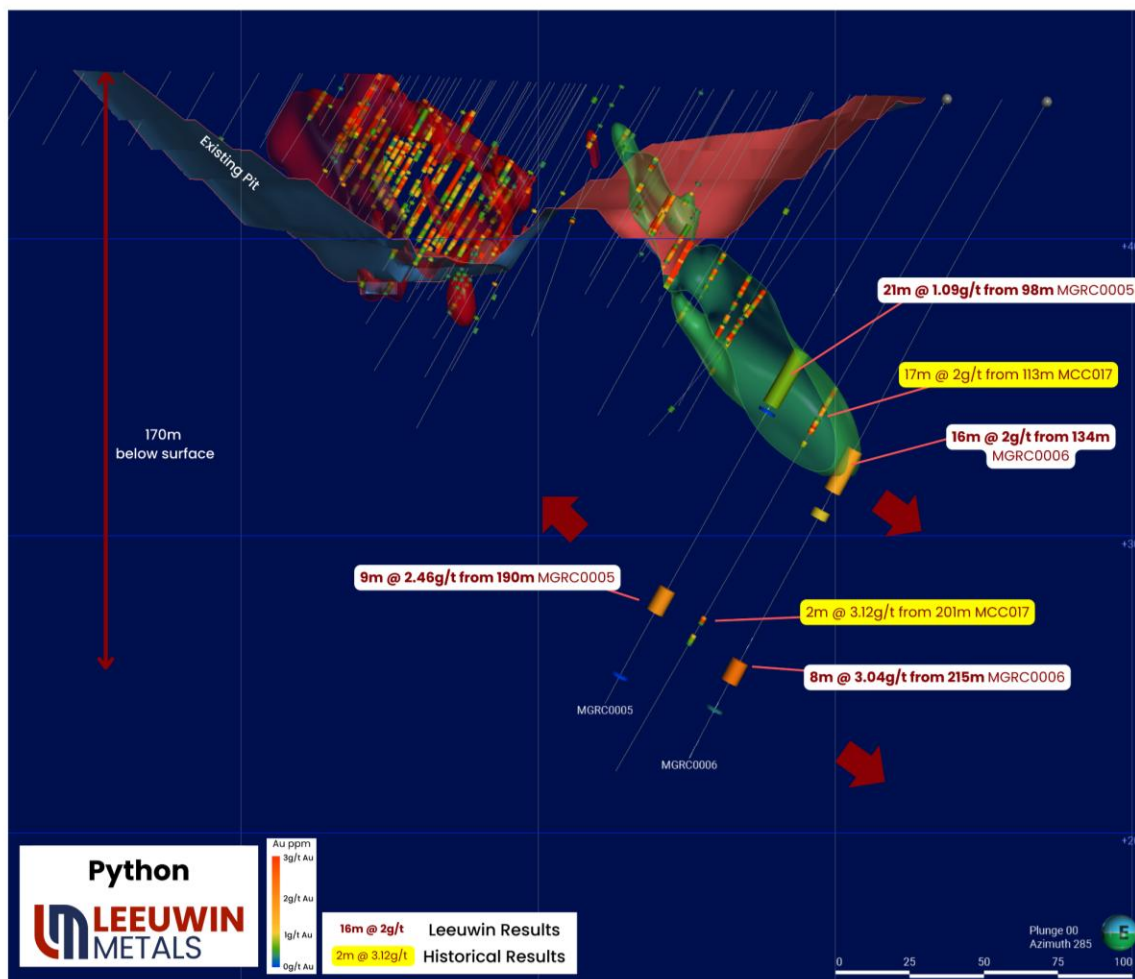 Existing Pit
+4
21m @ 1.09g/t from 98m MGRC0005
17m @ 2g/t from 113m MCC017
16m @ 2g/t from 134m
MGRC0006
170m
below surface
+30
9m @ 2.46g/t from 190m MGRC0005
2m @ 3.12g/t from 201m MCC017
8m @ 3.04g/t from 215m MGRC0006
MGRC0005
MGRC0006
+20
Python
LEEUWIN
METALS
Au ppm
3g/t Au
2g/t Au
1g/t Au
0g/t Au
16m @ 2g/t Leeuwin Results
2m @ 3.12g/t Historical Results
Plunge 00
Azimuth 285
E
0 25 50 75 100